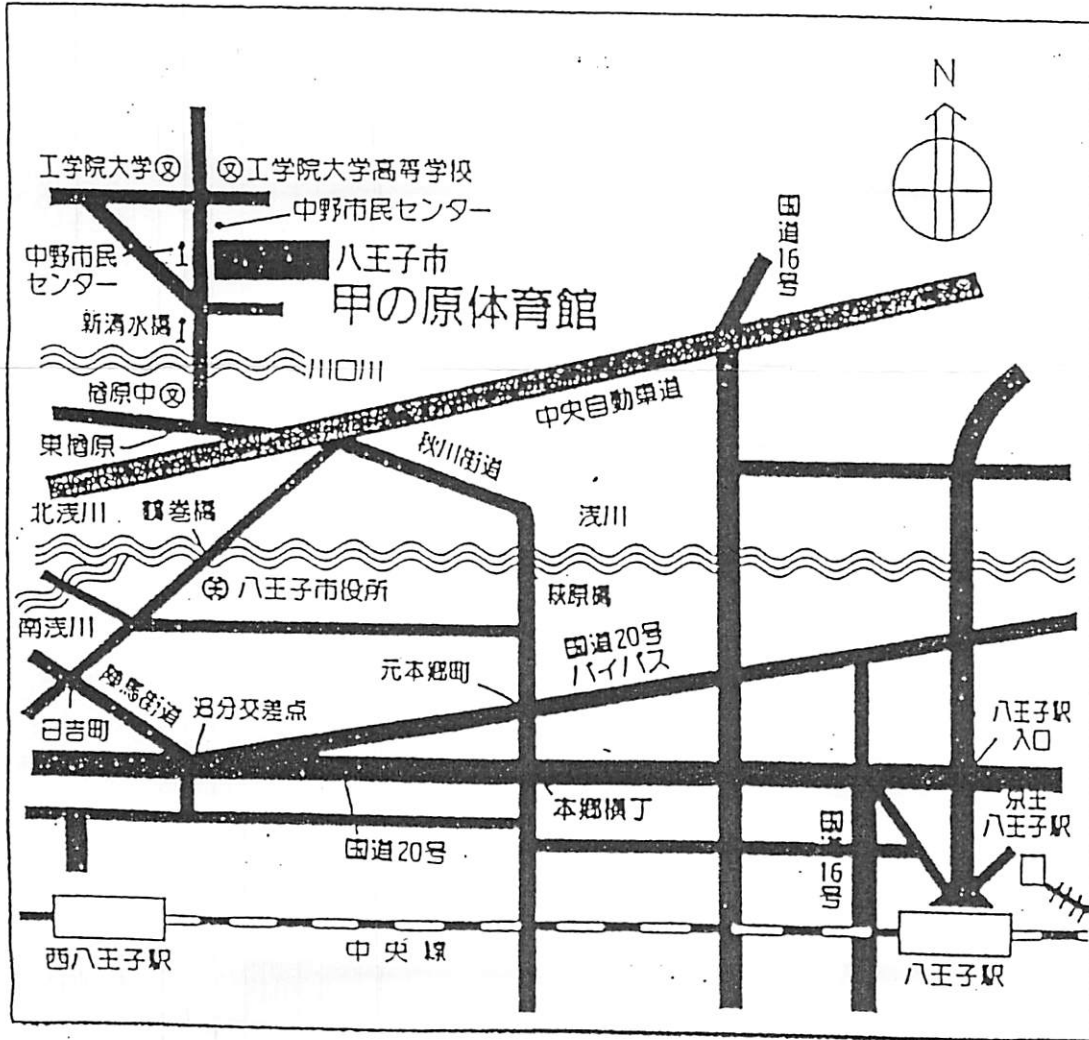 N
工学院大学㊛
㊛工学院大学高等学校
中野市民センター
中野市民
センター
八王子市
甲の原体育館
国道16号
新清水橋
川口川
楢原中㊛
東楢原
中央自動車道
秋川街道
北浅川
鶴巻橋
浅川
八王子市役所
萩原橋
南浅川
国道20号
バイパス
元本郷町
陣馬街道
追分交差点
日吉町
八王子駅
入口
本郷横丁
京王
八王子駅
国道20号
国道16号
西八王子駅
中央線
八王子駅